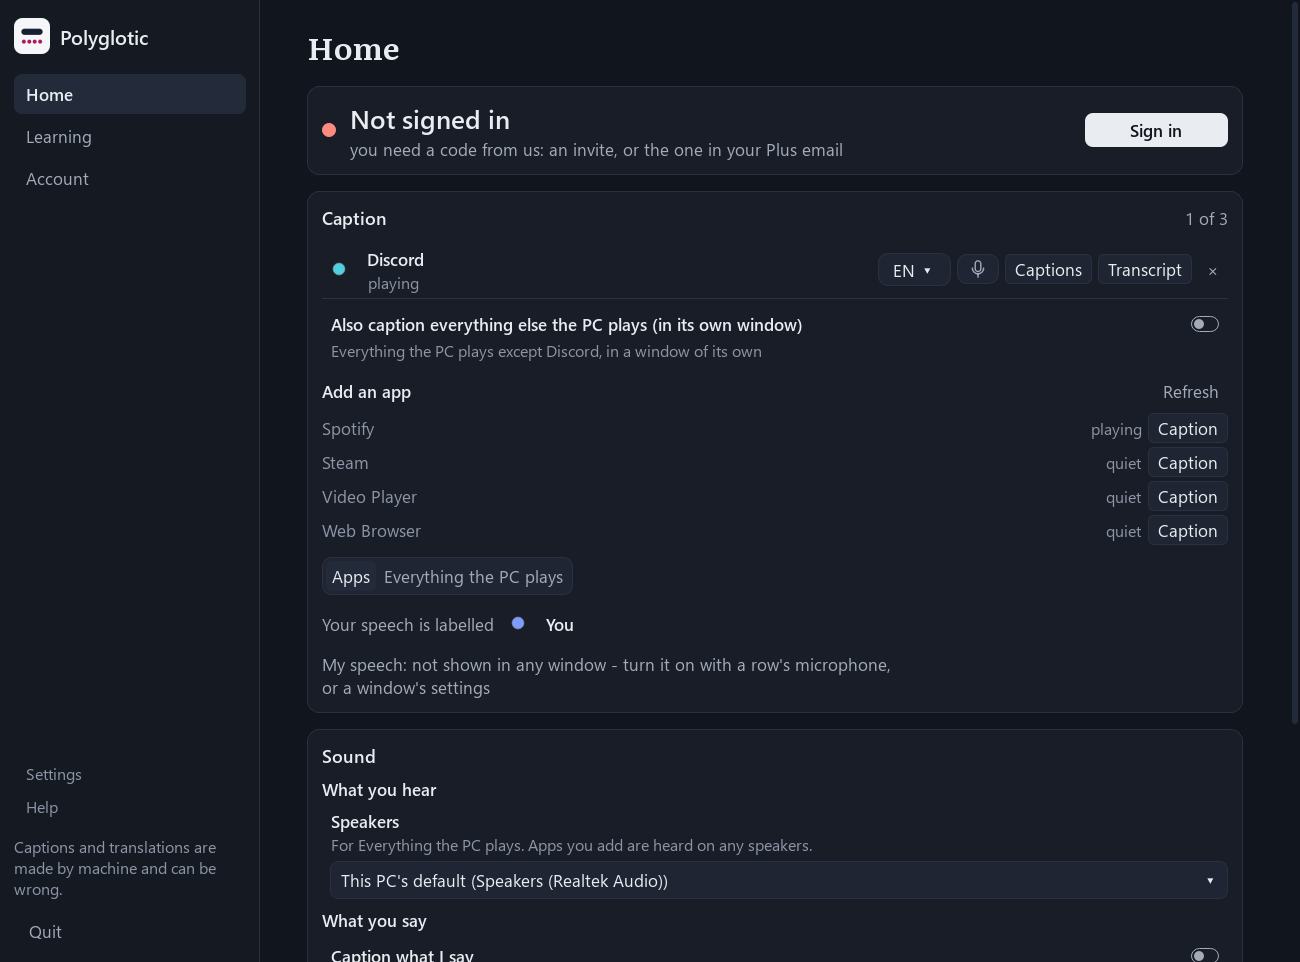 Polyglotic
Home
Learning
Account
Settings
Help
Captions and translations are
made by machine and can be
wrong.
Quit
Home
Not signed in
you need a code from us: an invite, or the one in your Plus email
Sign in
Caption
1 of 3
Discord
playing
EN
Captions
Transcript
Also caption everything else the PC plays (in its own window)
Everything the PC plays except Discord, in a window of its own
Add an app
Refresh
Spotify
playing
Caption
Steam
quiet
Caption
Video Player
quiet
Caption
Web Browser
quiet
Caption
Apps
Everything the PC plays
Your speech is labelled
You
My speech: not shown in any window - turn it on with a row's microphone,
or a window's settings
Sound
What you hear
Speakers
For Everything the PC plays. Apps you add are heard on any speakers.
This PC's default (Speakers (Realtek Audio))
What you say
Caption what I say